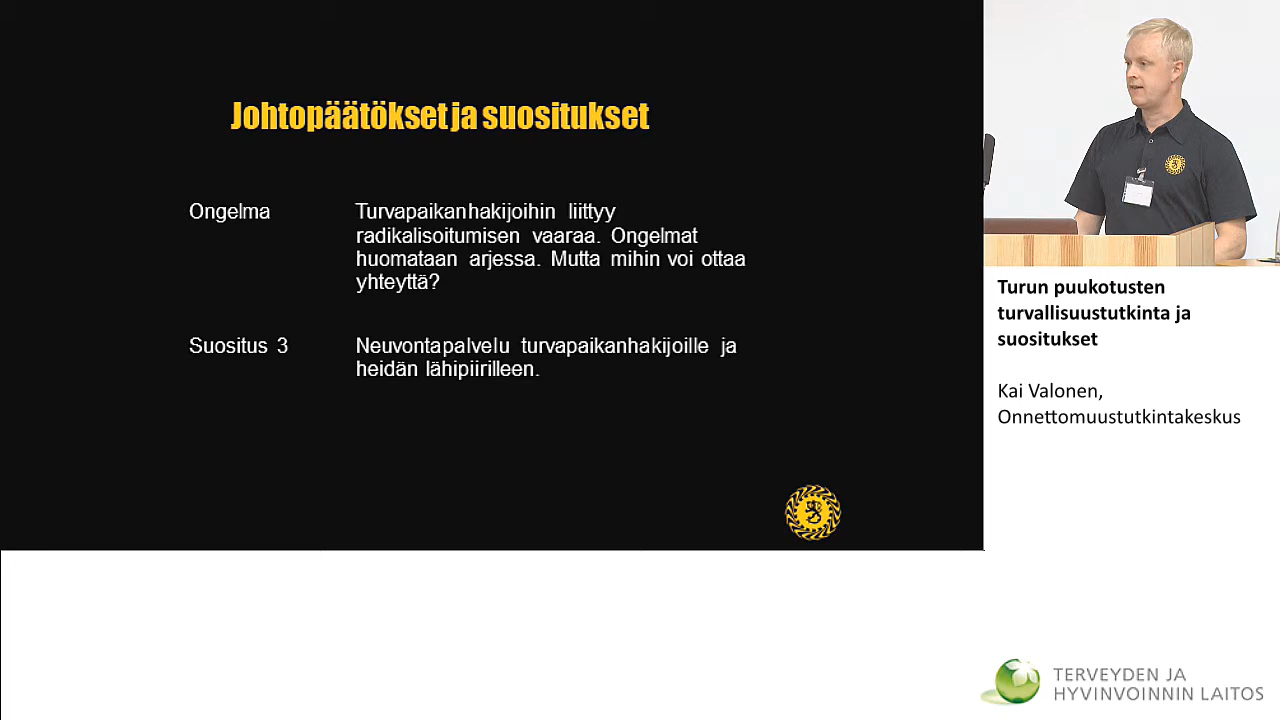 Johtopäätökset ja suositukset
Ongelma
Turvapaikanhakijoihin liittyy
radikalisoitumisen vaaraa. Ongelmat
huomataan arjessa. Mutta mihin voi ottaa
yhteyttä?
Suositus 3
Neuvontapalvelu turvapaikanhakijoille ja
heidän lähipiirilleen.
Turun puukotusten
turvallisuustutkinta ja
suositukset
Kai Valonen,
Onnettomuustutkintakeskus
TERVEYDEN JA
HYVINVOINNIN LAITOS